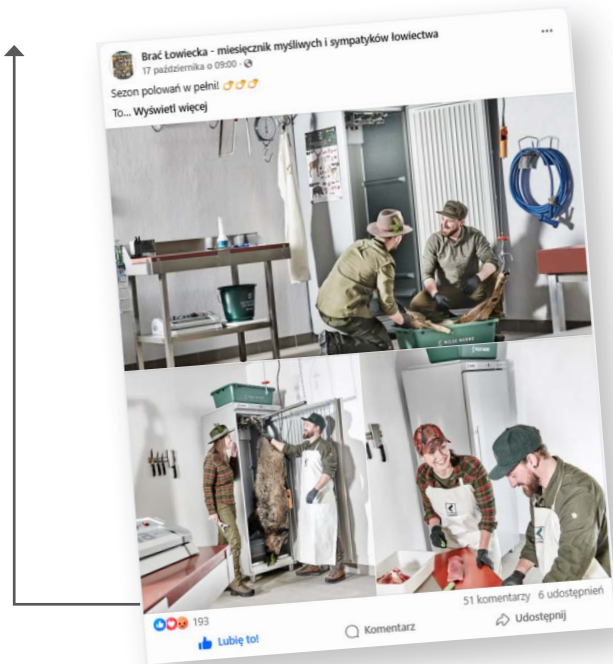 Brać Łowiecka - miesięcznik myśliwych i sympatyków łowiectwa
17 października o 09:00 ·
Sezon polowań w pełni!
To... Wyświetl więcej
193
51 komentarzy 6 udostępnień
Lubię to!
Komentarz
Udostępnij